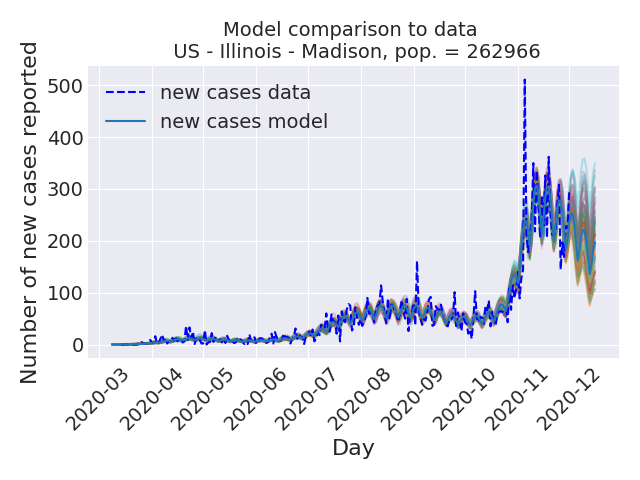 Model comparison to data
US - Illinois - Madison, pop. = 262966
Number of new cases reported
500
400
300
200
100
0
new cases data
new cases model
2020-03
2020-04
2020-05
2020-06
2020-07
2020-08
2020-09
2020-10
2020-11
2020-12
Day